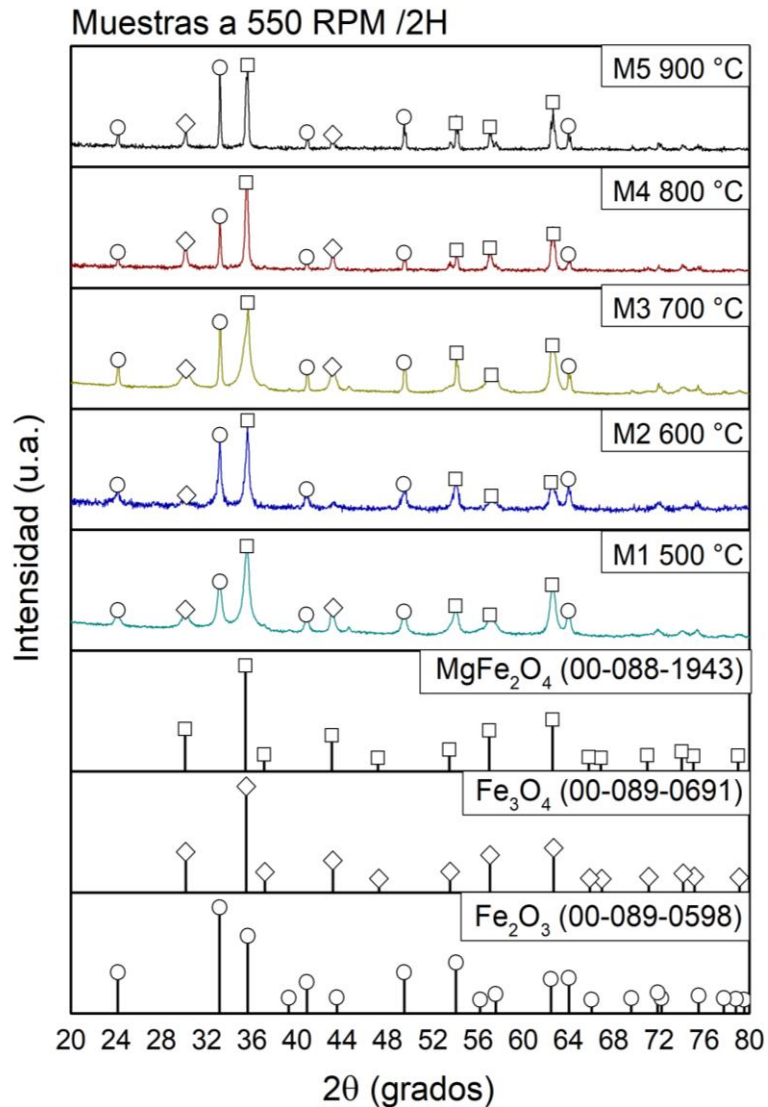 Muestras a 550 RPM /2H
M5 900 °C
M4 800 °C
M3 700 °C
M2 600 °C
M1 500 °C
MgFe₂O₄ (00-088-1943)
Fe₃O₄ (00-089-0691)
Fe₂O₃ (00-089-0598)
Intensidad (u.a.)
20 24 28 32 36 40 44 48 52 56 60 64 68 72 76 80
2θ (grados)